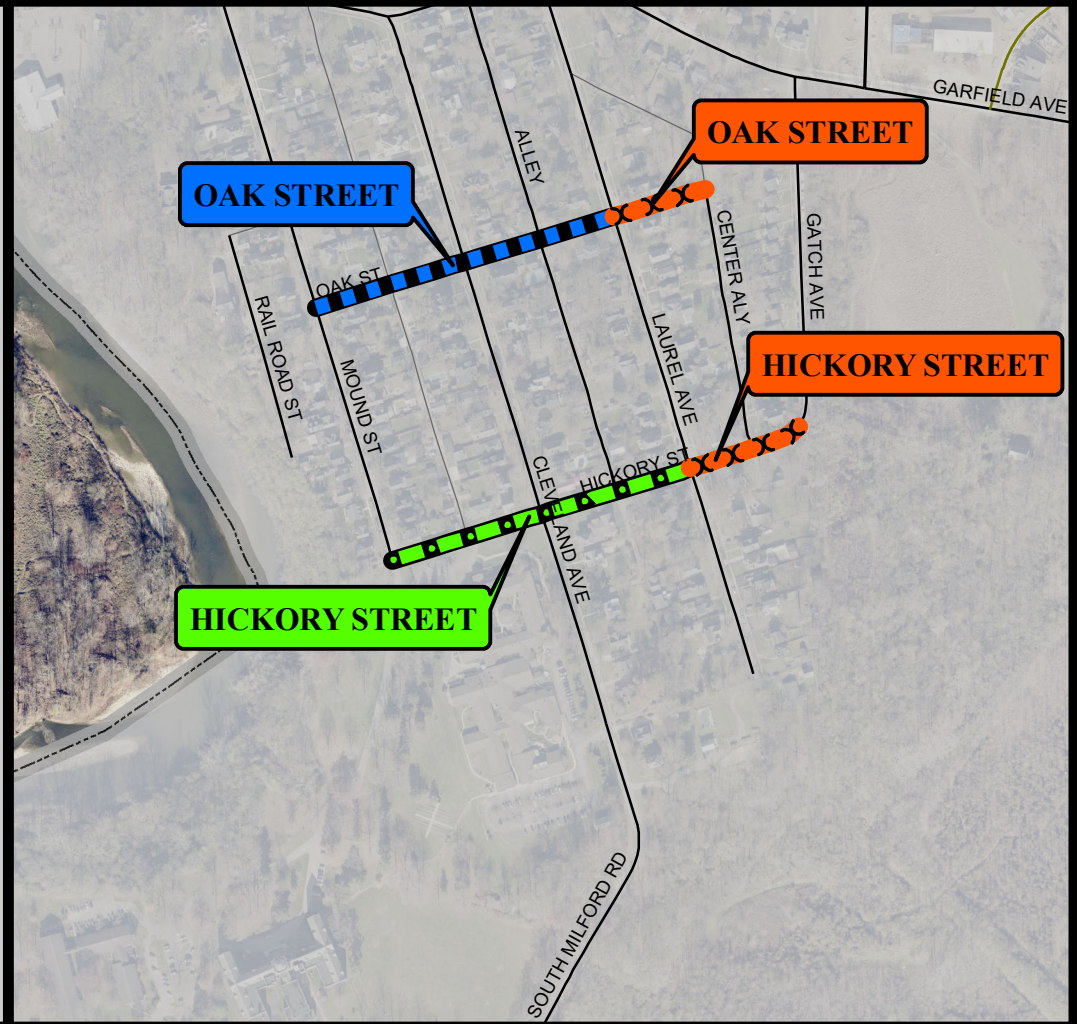 GARFIELD AVE
OAK STREET
ALLEY
OAK STREET
CENTER ALY
GATCH AVE
OAK ST
RAIL ROAD ST
LAUREL AVE
MOUND ST
HICKORY STREET
HICKORY ST
CLEVELAND AVE
HICKORY STREET
SOUTH MILFORD RD